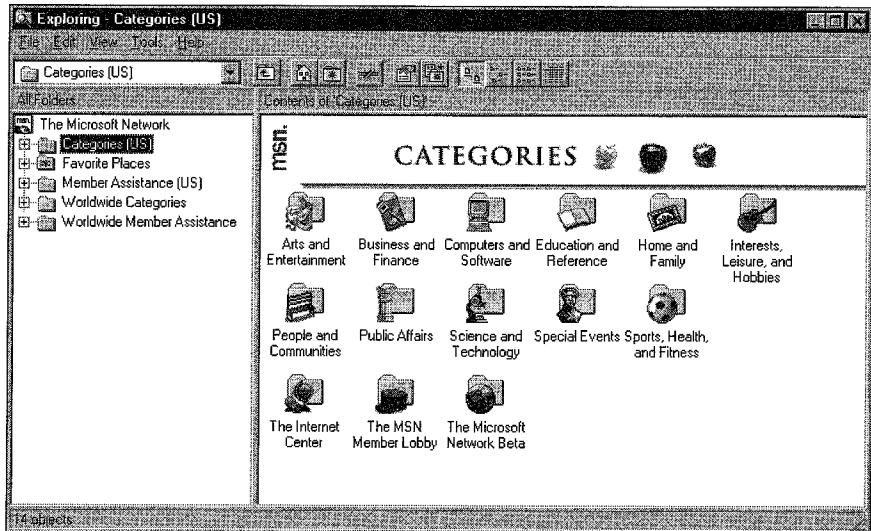 Exploring - Categories (US)
File Edit View Tools Help
Categories (US)
All Folders
Contents of 'Categories (US)'
The Microsoft Network
Categories (US)
Favorite Places
Member Assistance (US)
Worldwide Categories
Worldwide Member Assistance
msn.
CATEGORIES
Arts and Entertainment
Business and Finance
Computers and Software
Education and Reference
Home and Family
Interests, Leisure, and Hobbies
People and Communities
Public Affairs
Science and Technology
Special Events
Sports, Health, and Fitness
The Internet Center
The MSN Member Lobby
The Microsoft Network Beta
14 objects